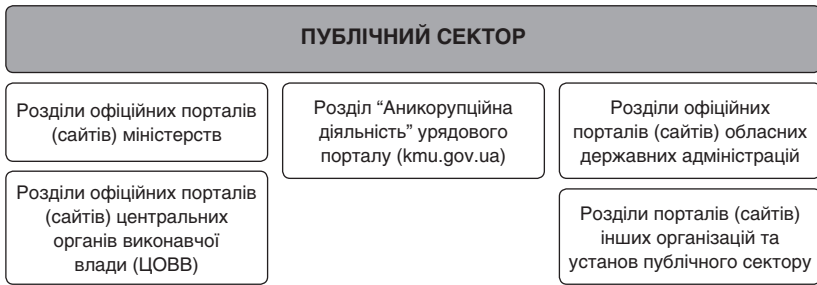 ПУБЛІЧНИЙ СЕКТОР
Розділи офіційних порталів
(сайтів) міністерств
Розділи офіційних порталів
(сайтів) центральних
органів виконавчої
влади (ЦОВВ)
Розділ “Аникорупційна
діяльність” урядового
порталу (kmu.gov.ua)
Розділи офіційних
порталів (сайтів) обласних
державних адміністрацій
Розділи порталів (сайтів)
інших організацій та
установ публічного сектору